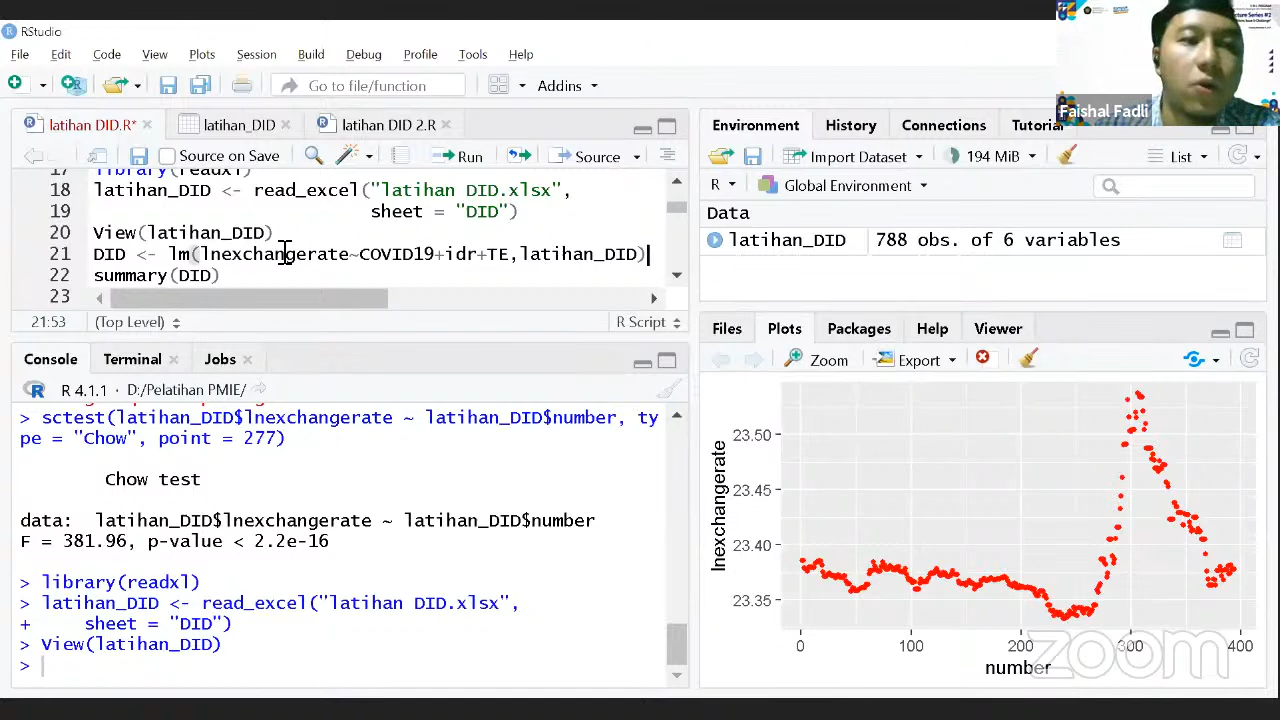 RStudio
File Edit Code View Plots Session Build Debug Profile Tools Help
Go to file/function
Addins
Faishal Fadli
latihan DID.R*
latihan_DID
latihan DID 2.R
Source on Save
Run
Source
17 library(readxl)
18 latihan_DID <- read_excel("latihan DID.xlsx",
19 sheet = "DID")
20 View(latihan_DID)
21 DID <- lm(lnexchangerate~COVID19+idr+TE,latihan_DID)
22 summary(DID)
23
21:53 (Top Level) R Script
Console Terminal Jobs
R 4.1.1 · D:/Pelatihan PMIE/
> sctest(latihan_DID$lnexchangerate ~ latihan_DID$number, ty
pe = "Chow", point = 277)
Chow test
data: latihan_DID$lnexchangerate ~ latihan_DID$number
F = 381.96, p-value < 2.2e-16
> library(readxl)
> latihan_DID <- read_excel("latihan DID.xlsx",
+ sheet = "DID")
> View(latihan_DID)
>
Environment History Connections Tutorial
Import Dataset
194 MiB
List
R
Global Environment
Data
latihan_DID 788 obs. of 6 variables
Files Plots Packages Help Viewer
Zoom
Export
lnexchangerate
23.50
23.45
23.40
23.35
0 100 200 300 400
number
zoom